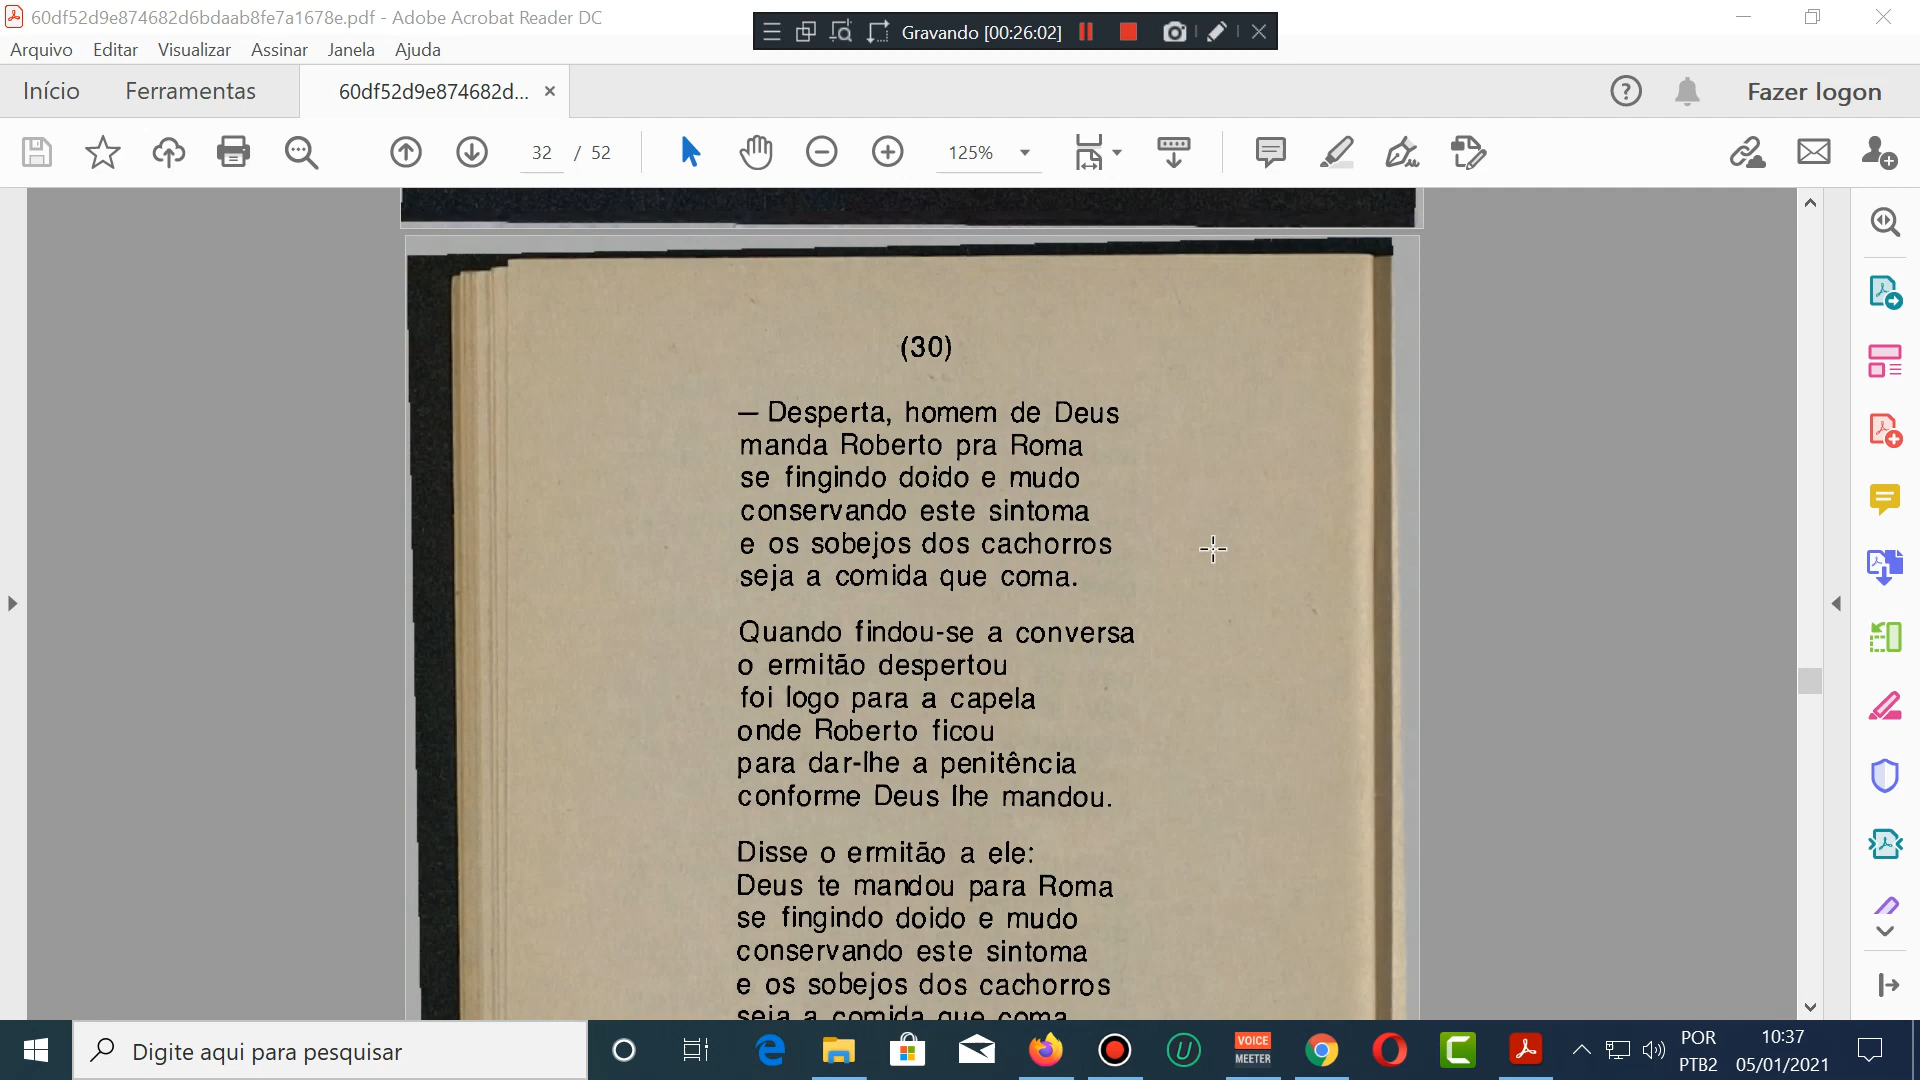 60df52d9e874682d6bdaab8fe7a1678e.pdf - Adobe Acrobat Reader DC
Gravando [00:26:02]
Arquivo Editar Visualizar Assinar Janela Ajuda
Início Ferramentas 60df52d9e874682d... Fazer logon
32 / 52 125%
(30)
— Desperta, homem de Deus
manda Roberto pra Roma
se fingindo doido e mudo
conservando este sintoma
e os sobejos dos cachorros
seja a comida que coma.
Quando findou-se a conversa
o ermitão despertou
foi logo para a capela
onde Roberto ficou
para dar-lhe a penitência
conforme Deus lhe mandou.
Disse o ermitão a ele:
Deus te mandou para Roma
se fingindo doido e mudo
conservando este sintoma
e os sobejos dos cachorros
seja a comida que coma
Digite aqui para pesquisar
VOICE
MEETER
POR
PTB2
10:37
05/01/2021